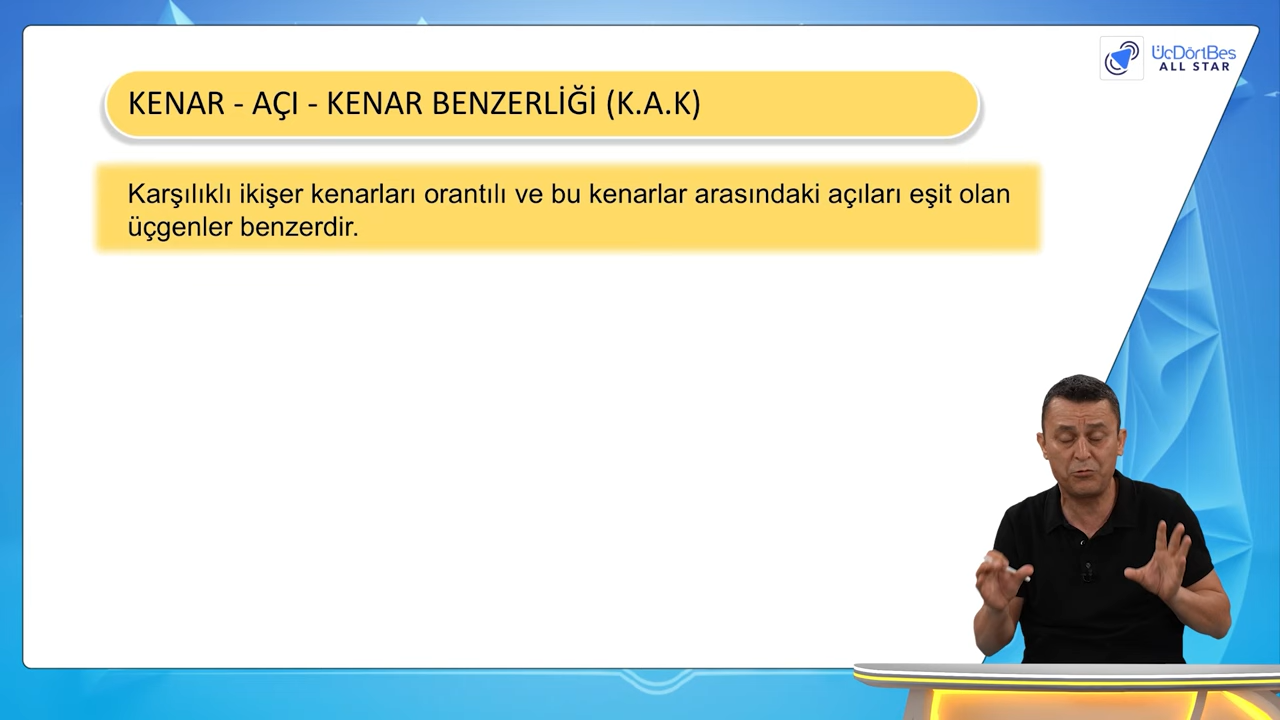 ÜçDörtBeş
ALL STAR
KENAR - AÇI - KENAR BENZERLİĞİ (K.A.K)
Karşılıklı ikişer kenarları orantılı ve bu kenarlar arasındaki açıları eşit olan
üçgenler benzerdir.